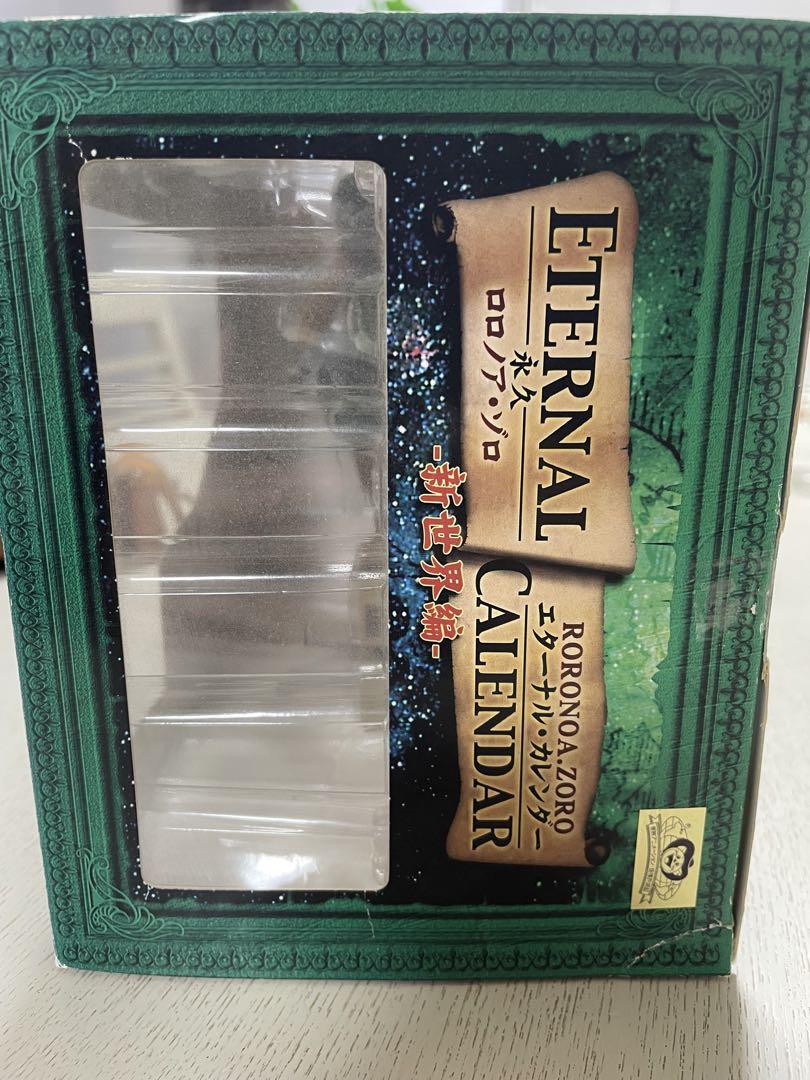 ETERNAL
永久
ロロノア・ゾロ
RORONOA.ZORO
エターナル・カレンダー
CALENDAR
-新世界編-